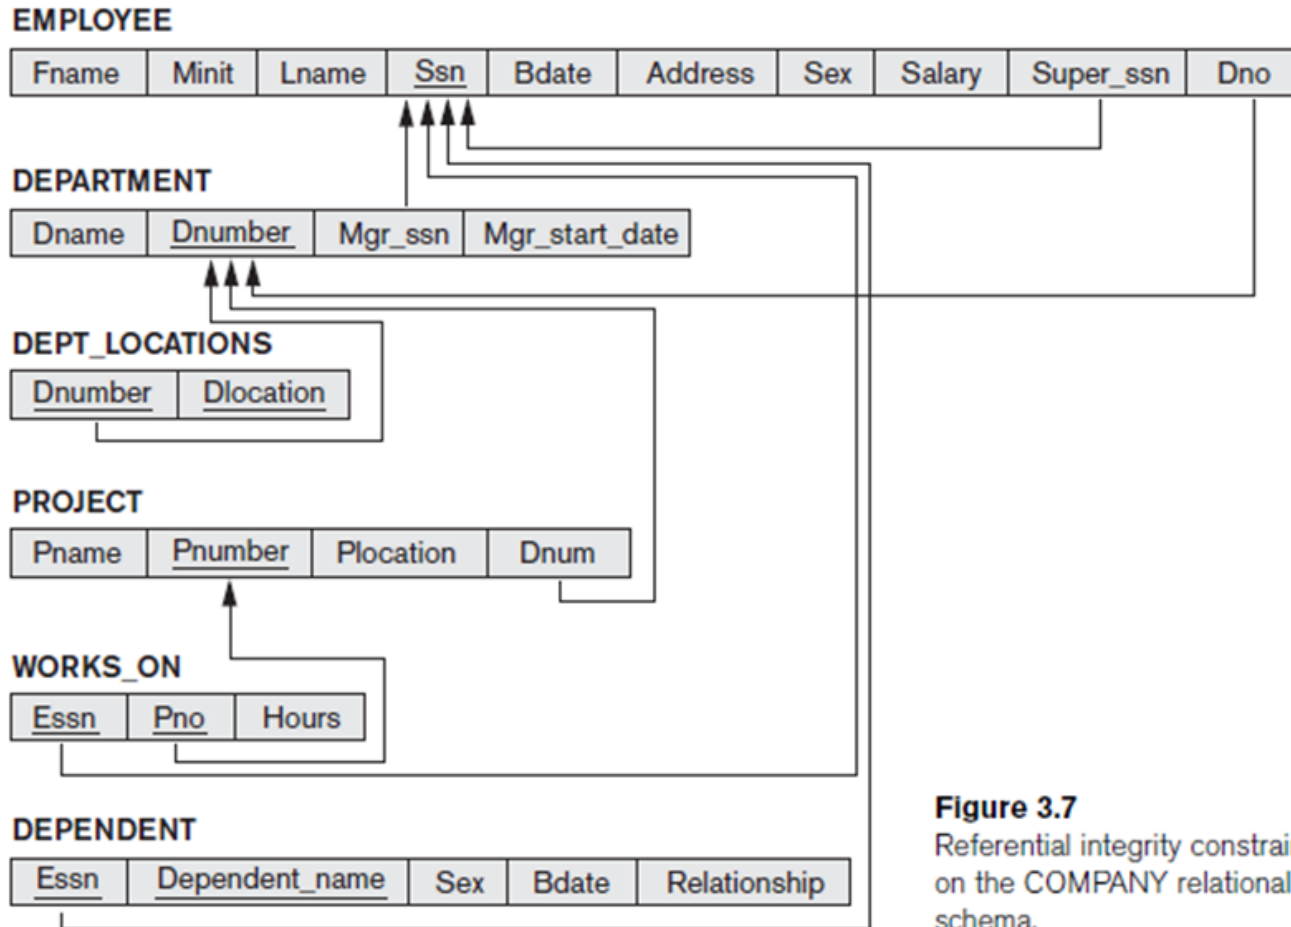 EMPLOYEE
Fname Minit Lname Ssn Bdate Address Sex Salary Super_ssn Dno
DEPARTMENT
Dname Dnumber Mgr_ssn Mgr_start_date
DEPT_LOCATIONS
Dnumber Dlocation
PROJECT
Pname Pnumber Plocation Dnum
WORKS_ON
Essn Pno Hours
DEPENDENT
Essn Dependent_name Sex Bdate Relationship
Figure 3.7
Referential integrity
on the COMPANY relational
schema.